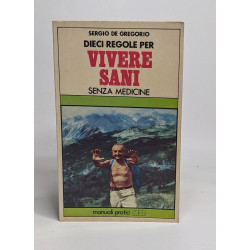 SERGIO DE GREGORIO
DIECI REGOLE PER
VIVERE
SANI
SENZA MEDICINE
manuali pratici